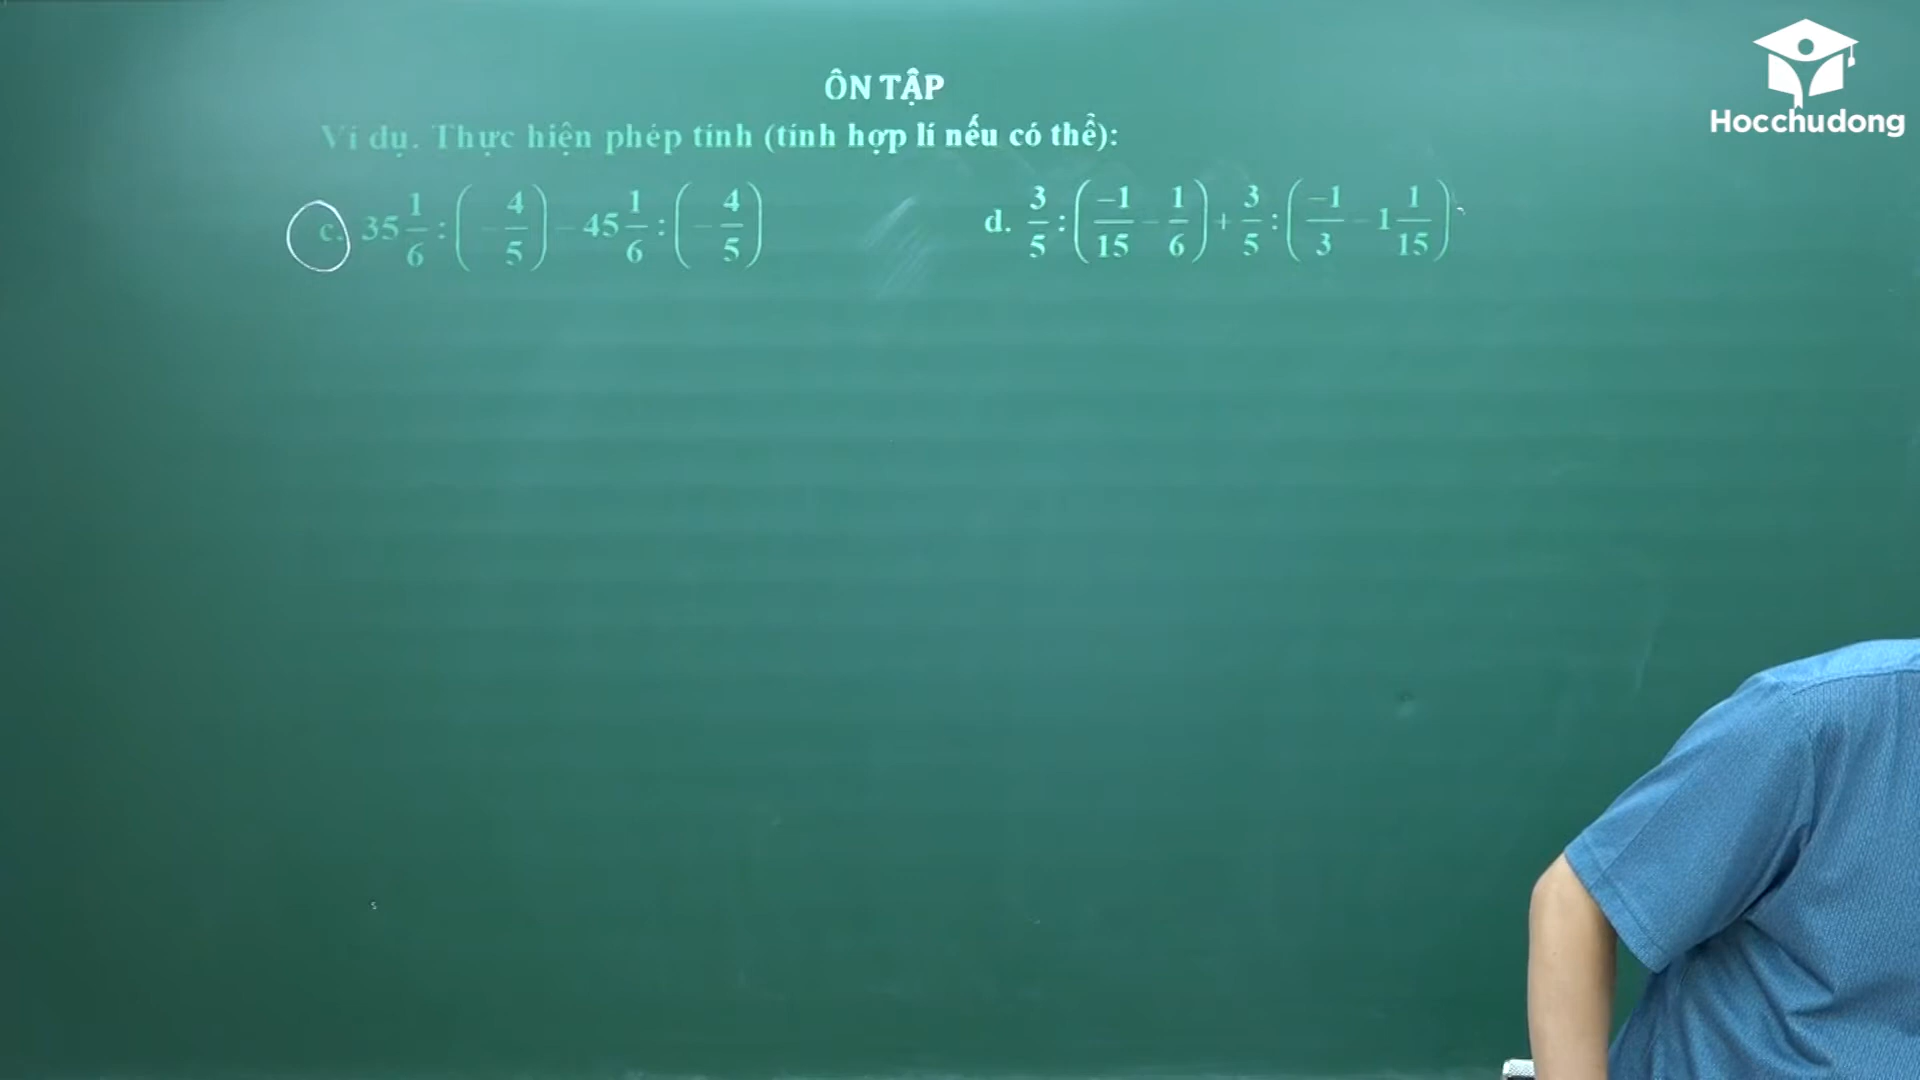 Hocchudong
ÔN TẬP
Ví dụ. Thực hiện phép tính (tính hợp lí nếu có thể):
c. 35 1/6 : (− 4/5) − 45 1/6 : (− 4/5)
d. 3/5 : (−1/15 − 1/6) + 3/5 : (−1/3 − 1 1/15)